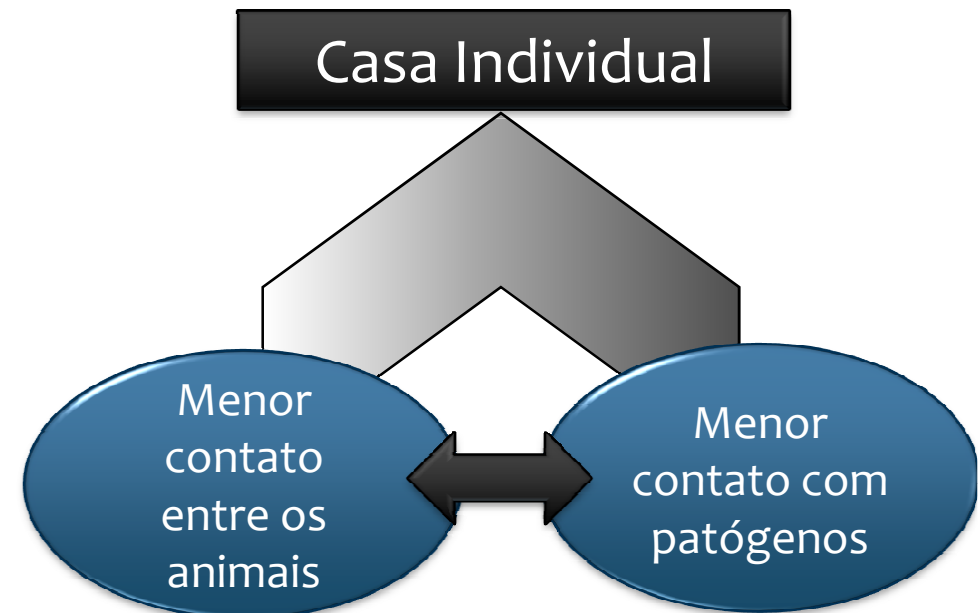 Casa Individual
Menor
contato
entre os
animais
Menor
contato com
patógenos